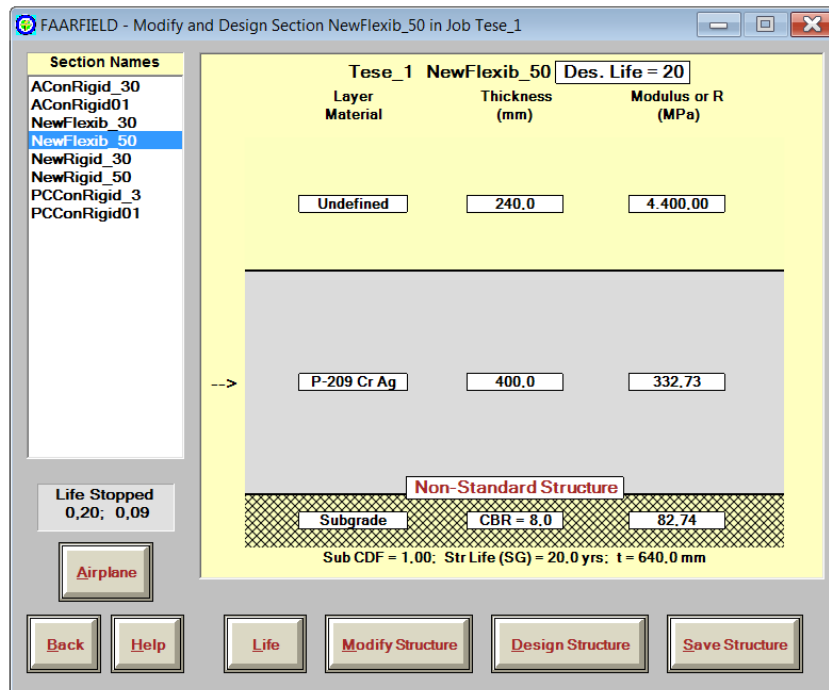 FAARFIELD - Modify and Design Section NewFlexib_50 in Job Tese_1
Section Names
AConRigid_30
AConRigid01
NewFlexib_30
NewFlexib_50
NewRigid_30
NewRigid_50
PCConRigid_3
PCConRigid01
Life Stopped
0,20; 0,09
Airplane
Back
Help
Tese_1 NewFlexib_50 Des. Life = 20
Layer Material
Thickness (mm)
Modulus or R (MPa)
Undefined 240,0 4.400,00
--> P-209 Cr Ag 400,0 332,73
Non-Standard Structure
Subgrade CBR = 8,0 82,74
Sub CDF = 1,00; Str Life (SG) = 20,0 yrs; t = 640,0 mm
Life
Modify Structure
Design Structure
Save Structure